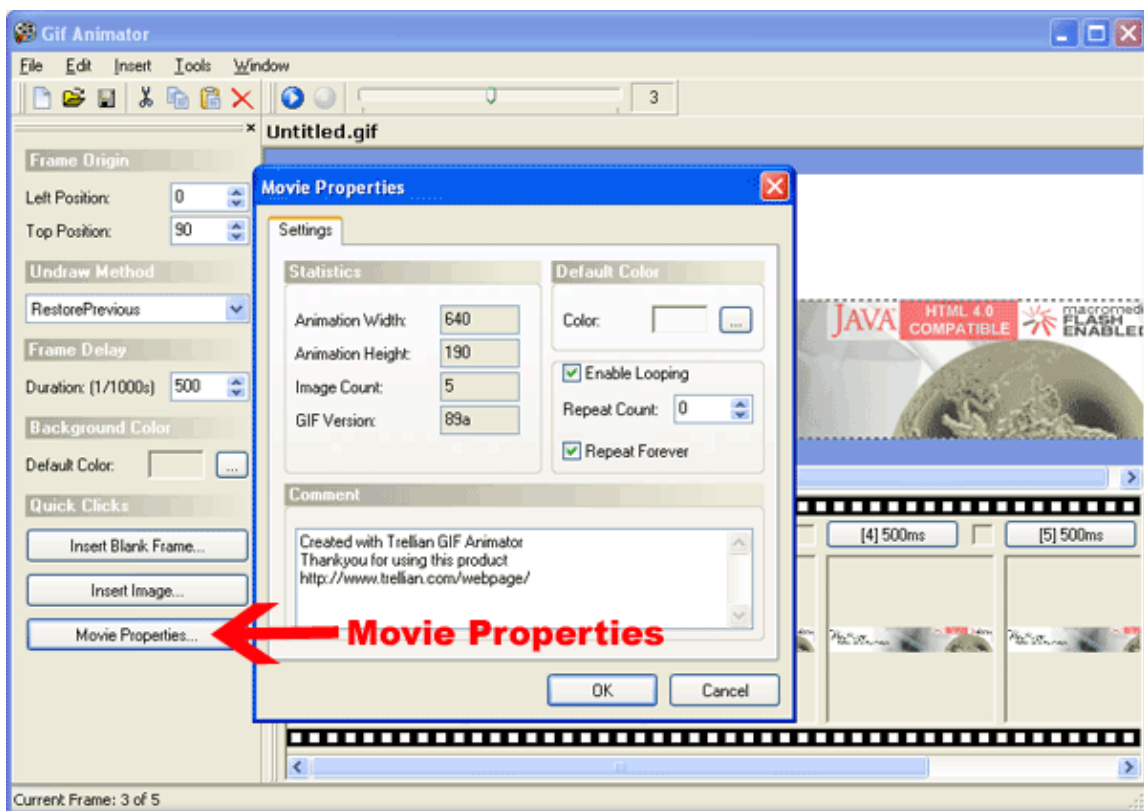 Gif Animator
File Edit Insert Tools Window
3
Untitled.gif
Frame Origin
Left Position: 0
Top Position: 90
Undraw Method
RestorePrevious
Frame Delay
Duration: (1/1000s) 500
Background Color
Default Color: ...
Quick Clicks
Insert Blank Frame...
Insert Image...
Movie Properties...
Movie Properties
Settings
Statistics
Animation Width: 640
Animation Height: 190
Image Count: 5
GIF Version: 89a
Default Color
Color: ...
Enable Looping
Repeat Count: 0
Repeat Forever
Comment
Created with Trellian GIF Animator
Thankyou for using this product
http://www.trellian.com/webpage/
Movie Properties
OK Cancel
JAVA
HTML 4.0
COMPATIBLE
macromedi
FLASH
ENABLE
[4] 500ms
[5] 500ms
Current Frame: 3 of 5